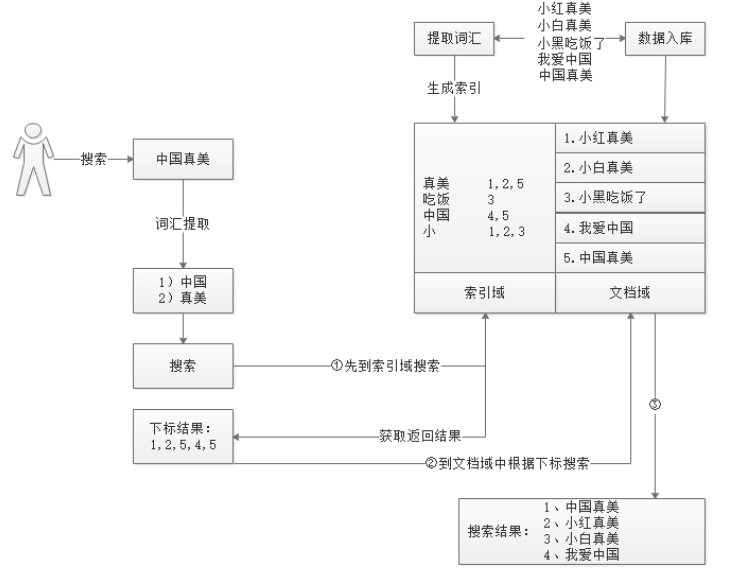 小红真美
小白真美
小黑吃饭了
我爱中国
中国真美
提取词汇
数据入库
生成索引
搜索
中国真美
词汇提取
1）中国
2）真美
搜索
真美 1,2,5
吃饭 3
中国 4,5
小 1,2,3
1.小红真美
2.小白真美
3.小黑吃饭了
4.我爱中国
5.中国真美
索引域
文档域
①先到索引域搜索
获取返回结果
下标结果：
1,2,5,4,5
②到文档域中根据下标搜索
③
搜索结果：
1、中国真美
2、小红真美
3、小白真美
4、我爱中国